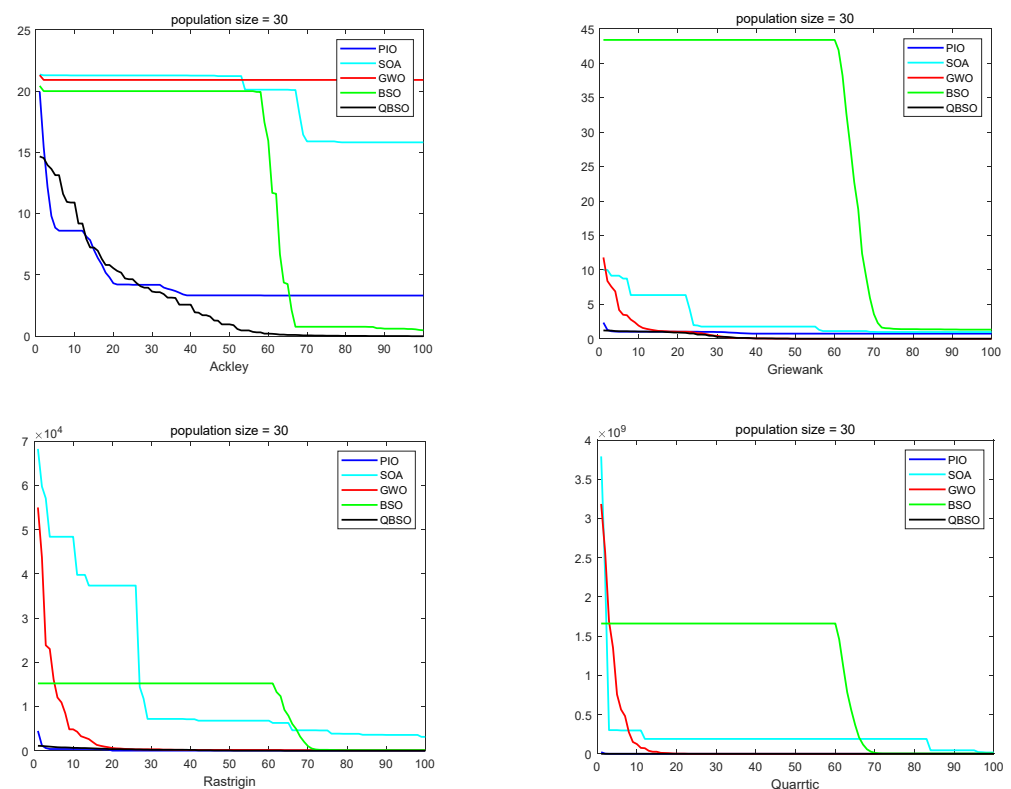 population size = 30
25
20
15
10
5
0
0 10 20 30 40 50 60 70 80 90 100
Ackley
PIO
SOA
GWO
BSO
QBSO
population size = 30
45
40
35
30
25
20
15
10
5
0
0 10 20 30 40 50 60 70 80 90 100
Griewank
PIO
SOA
GWO
BSO
QBSO
population size = 30
×10⁴
7
6
5
4
3
2
1
0
0 10 20 30 40 50 60 70 80 90 100
Rastrigin
PIO
SOA
GWO
BSO
QBSO
population size = 30
×10⁹
4
3.5
3
2.5
2
1.5
1
0.5
0
0 10 20 30 40 50 60 70 80 90 100
Quarrtic
PIO
SOA
GWO
BSO
QBSO